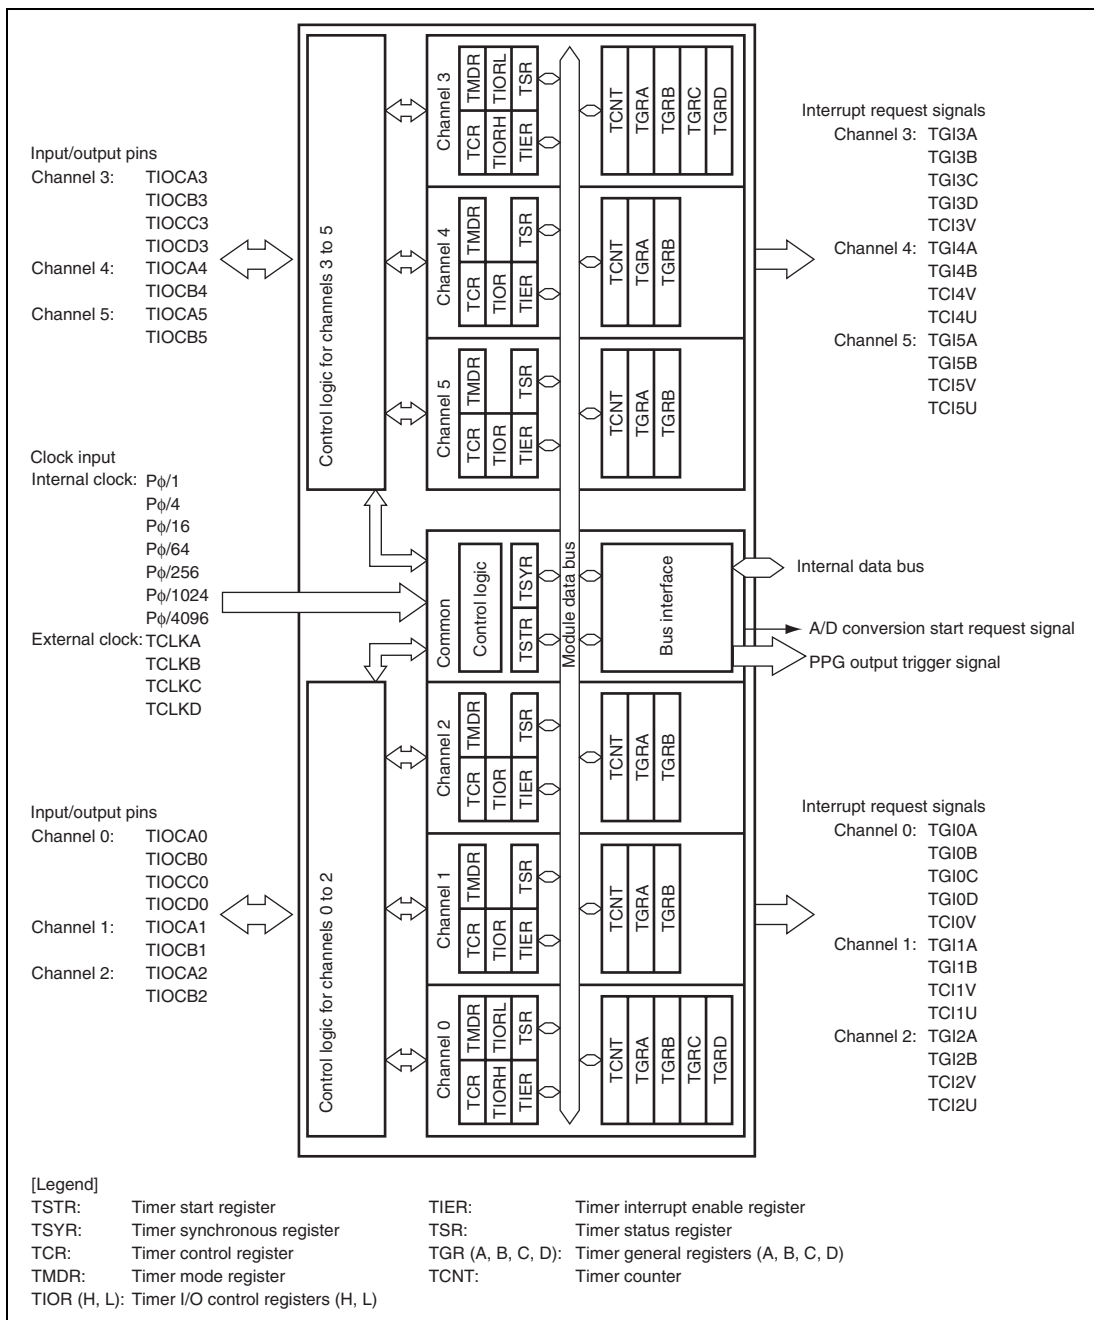 Input/output pins
Channel 3: TIOCA3
TIOCB3
TIOCC3
TIOCD3
Channel 4: TIOCA4
TIOCB4
Channel 5: TIOCA5
TIOCB5
Clock input
Internal clock: Pϕ/1
Pϕ/4
Pϕ/16
Pϕ/64
Pϕ/256
Pϕ/1024
Pϕ/4096
External clock: TCLKA
TCLKB
TCLKC
TCLKD
Input/output pins
Channel 0: TIOCA0
TIOCB0
TIOCC0
TIOCD0
Channel 1: TIOCA1
TIOCB1
Channel 2: TIOCA2
TIOCB2
Control logic for channels 3 to 5
Control logic for channels 0 to 2
Channel 3
TCR TMDR
TIORH TIORL
TIER TSR
TCNT
TGRA
TGRB
TGRC
TGRD
Channel 4
TCR TMDR
TIOR
TIER TSR
TCNT
TGRA
TGRB
Channel 5
TCR TMDR
TIOR
TIER TSR
TCNT
TGRA
TGRB
Common
Control logic
TSTR TSYR
Module data bus
Bus interface
Channel 2
TCR TMDR
TIOR
TIER TSR
TCNT
TGRA
TGRB
Channel 1
TCR TMDR
TIOR
TIER TSR
TCNT
TGRA
TGRB
Channel 0
TCR TMDR
TIORH TIORL
TIER TSR
TCNT
TGRA
TGRB
TGRC
TGRD
Interrupt request signals
Channel 3: TGI3A
TGI3B
TGI3C
TGI3D
TCI3V
Channel 4: TGI4A
TGI4B
TCI4V
TCI4U
Channel 5: TGI5A
TGI5B
TCI5V
TCI5U
Internal data bus
A/D conversion start request signal
PPG output trigger signal
Interrupt request signals
Channel 0: TGI0A
TGI0B
TGI0C
TGI0D
TCI0V
Channel 1: TGI1A
TGI1B
TCI1V
TCI1U
Channel 2: TGI2A
TGI2B
TCI2V
TCI2U
[Legend]
TSTR: Timer start register
TSYR: Timer synchronous register
TCR: Timer control register
TMDR: Timer mode register
TIOR (H, L): Timer I/O control registers (H, L)
TIER: Timer interrupt enable register
TSR: Timer status register
TGR (A, B, C, D): Timer general registers (A, B, C, D)
TCNT: Timer counter